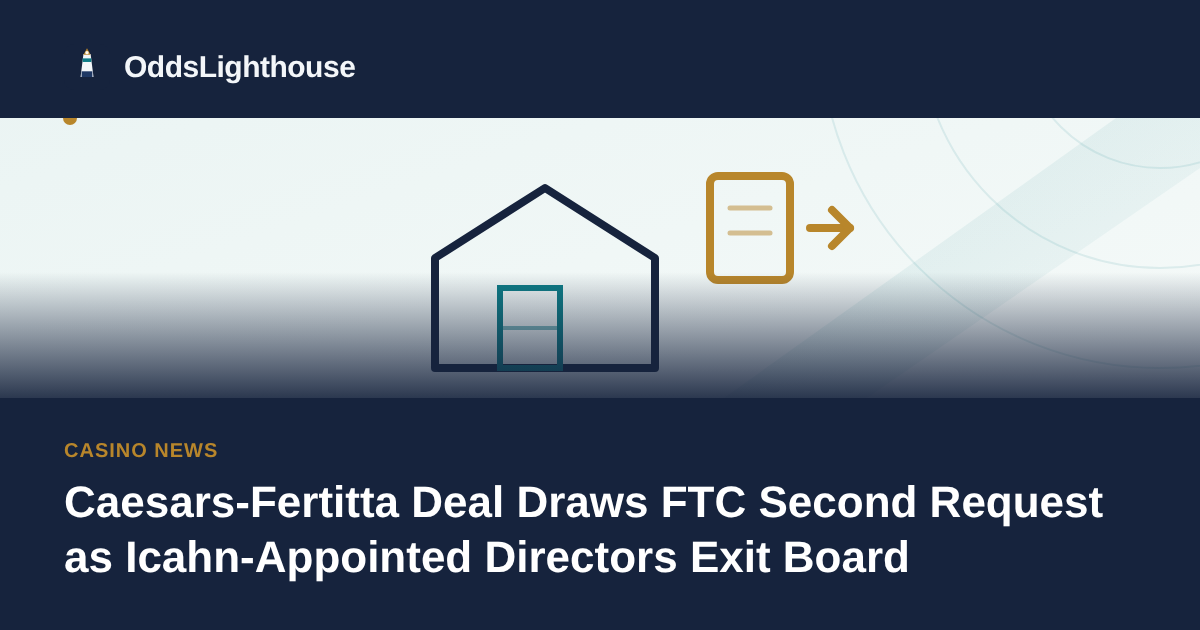 OddsLighthouse
CASINO NEWS
Caesars-Fertitta Deal Draws FTC Second Request
as Icahn-Appointed Directors Exit Board